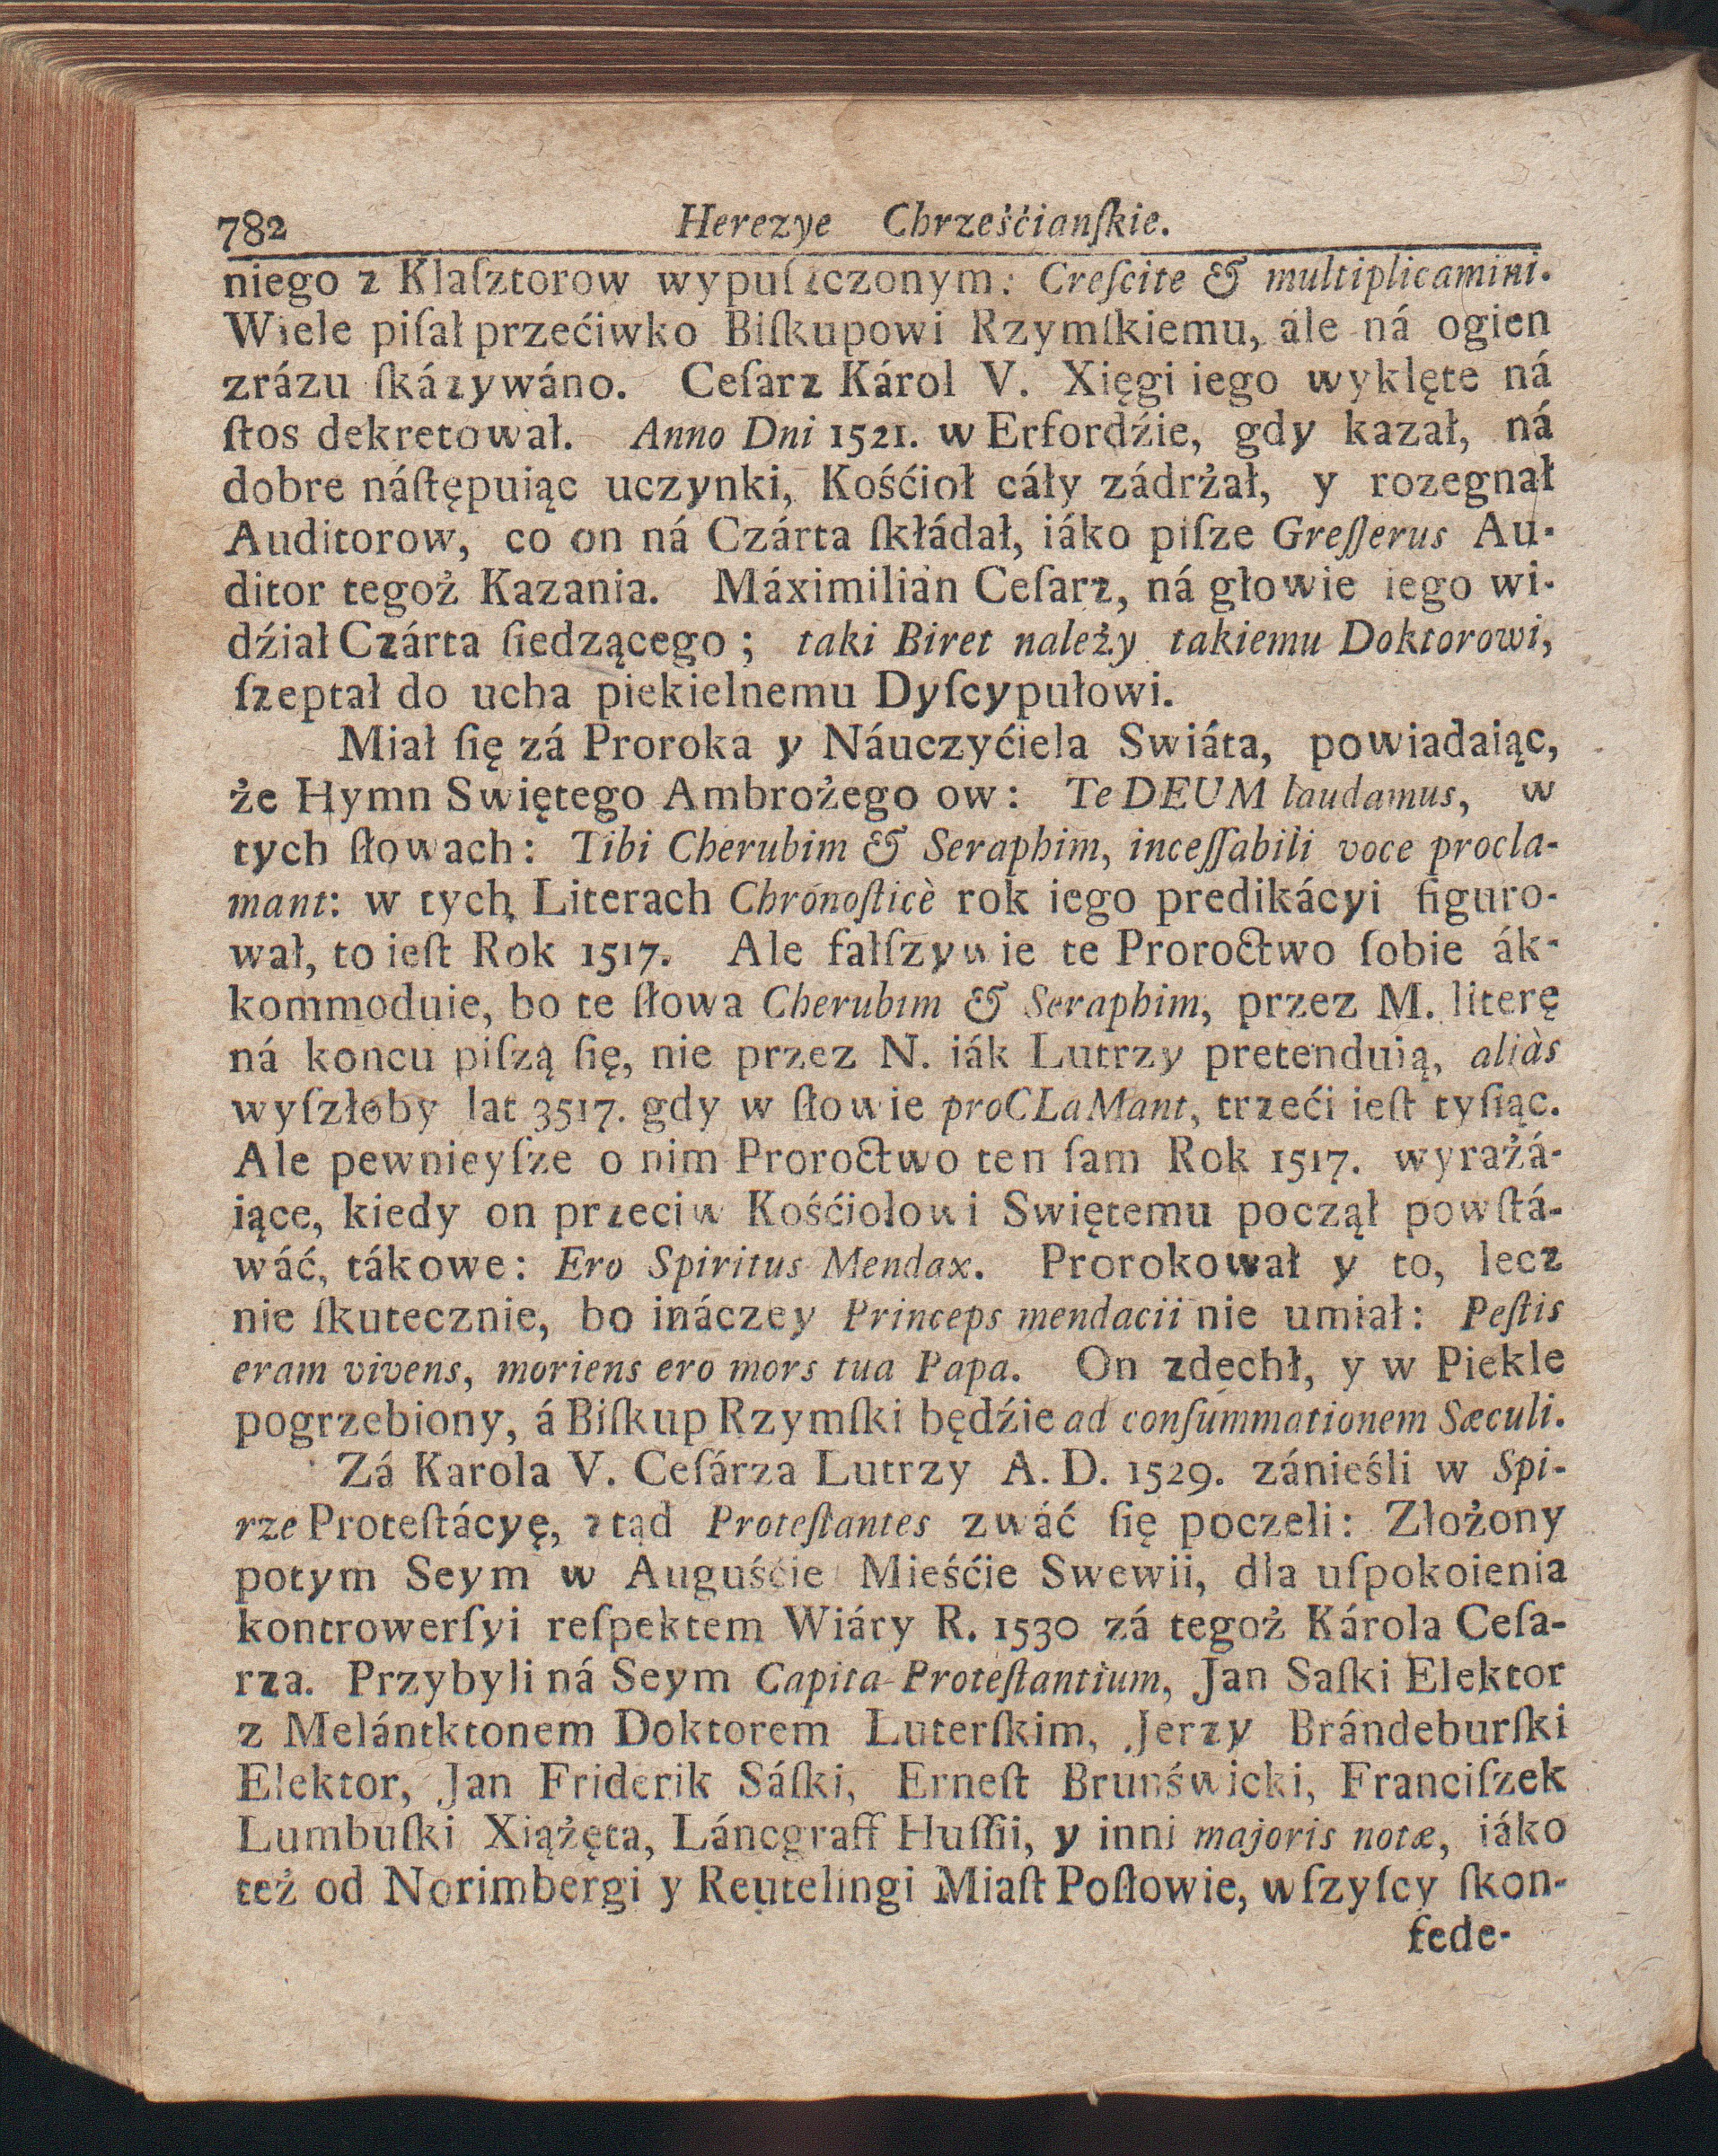 782 Herezye Chrześćianſkie.
niego z Klaſztorow wypuſzczonym: Creſcite & multiplicamini.
Wiele piſał przećiwko Biſkupowi Rzymſkiemu, ále ná ogien
zrázu ſkázywáno. Ceſarz Károl V. Xięgi iego wyklęte ná
ſtos dekretował. Anno Dni 1521. w Erfordźie, gdy kazał, ná
dobre náſtępuiąc uczynki, Kośćioł cáły zádrżał, y rozegnał
Auditorow, co on ná Czárta ſkłádał, iáko piſze Greſſerus Au-
ditor tegoż Kazania. Máximilian Ceſarz, ná głowie iego wi-
dźiał Czárta ſiedzącego; taki Biret należy takiemu Doktorowi,
ſzeptał do ucha piekielnemu Dyſcypułowi.
Miał ſię zá Proroka y Náuczyćiela Swiáta, powiadaiąc,
że Hymn Swiętego Ambrożego ow: Te DEUM laudamus, w
tych ſłowach: Tibi Cherubim & Seraphim, inceſſabili voce procla-
mant: w tych Literach Chronoſticè rok iego predikácyi figuro-
wał, to ieſt Rok 1517. Ale fałſzywie te Proroctwo ſobie ák-
kommoduie, bo te ſłowa Cherubim & Seraphim, przez M. literę
ná koncu piſzą ſię, nie przez N. iák Lutrzy pretenduią, aliàs
wyſzłoby lat 3517. gdy w ſłowie proCLaMant, trzeći ieſt tyſiąc.
Ale pewnieyſze o nim Proroctwo ten ſam Rok 1517. wyrażá-
iące, kiedy on przeciw Kośćiołowi Swiętemu począł powſtá-
wáć, tákowe: Ero Spiritus Mendax. Prorokował y to, lecz
nie ſkutecznie, bo ináczey Princeps mendacii nie umiał: Peſtis
eram vivens, moriens ero mors tua Papa. On zdechł, y w Piekle
pogrzebiony, á Biſkup Rzymſki będźie ad conſummationem Sæculi.
Zá Karola V. Ceſárza Lutrzy A. D. 1529. zánieśli w Spi-
rze Proteſtácyę, ztąd Proteſtantes zwáć ſię poczeli: Złożony
potym Seym w Auguśćie Mieśćie Swewii, dla uſpokoienia
kontrowerſyi reſpektem Wiáry R. 1530 zá tegoż Károla Ceſa-
rza. Przybyli ná Seym Capita Proteſtantium, Jan Saſki Elektor
z Melántktonem Doktorem Luterſkim, Jerzy Brándeburſki
Elektor, Jan Friderik Sáſki, Erneſt Brunświcki, Franciſzek
Lumbuſki Xiążęta, Láncgraff Huſſii, y inni majoris notæ, iáko
też od Norimbergi y Reutelingi Miaſt Poſłowie, wſzyſcy ſkon-
fede-